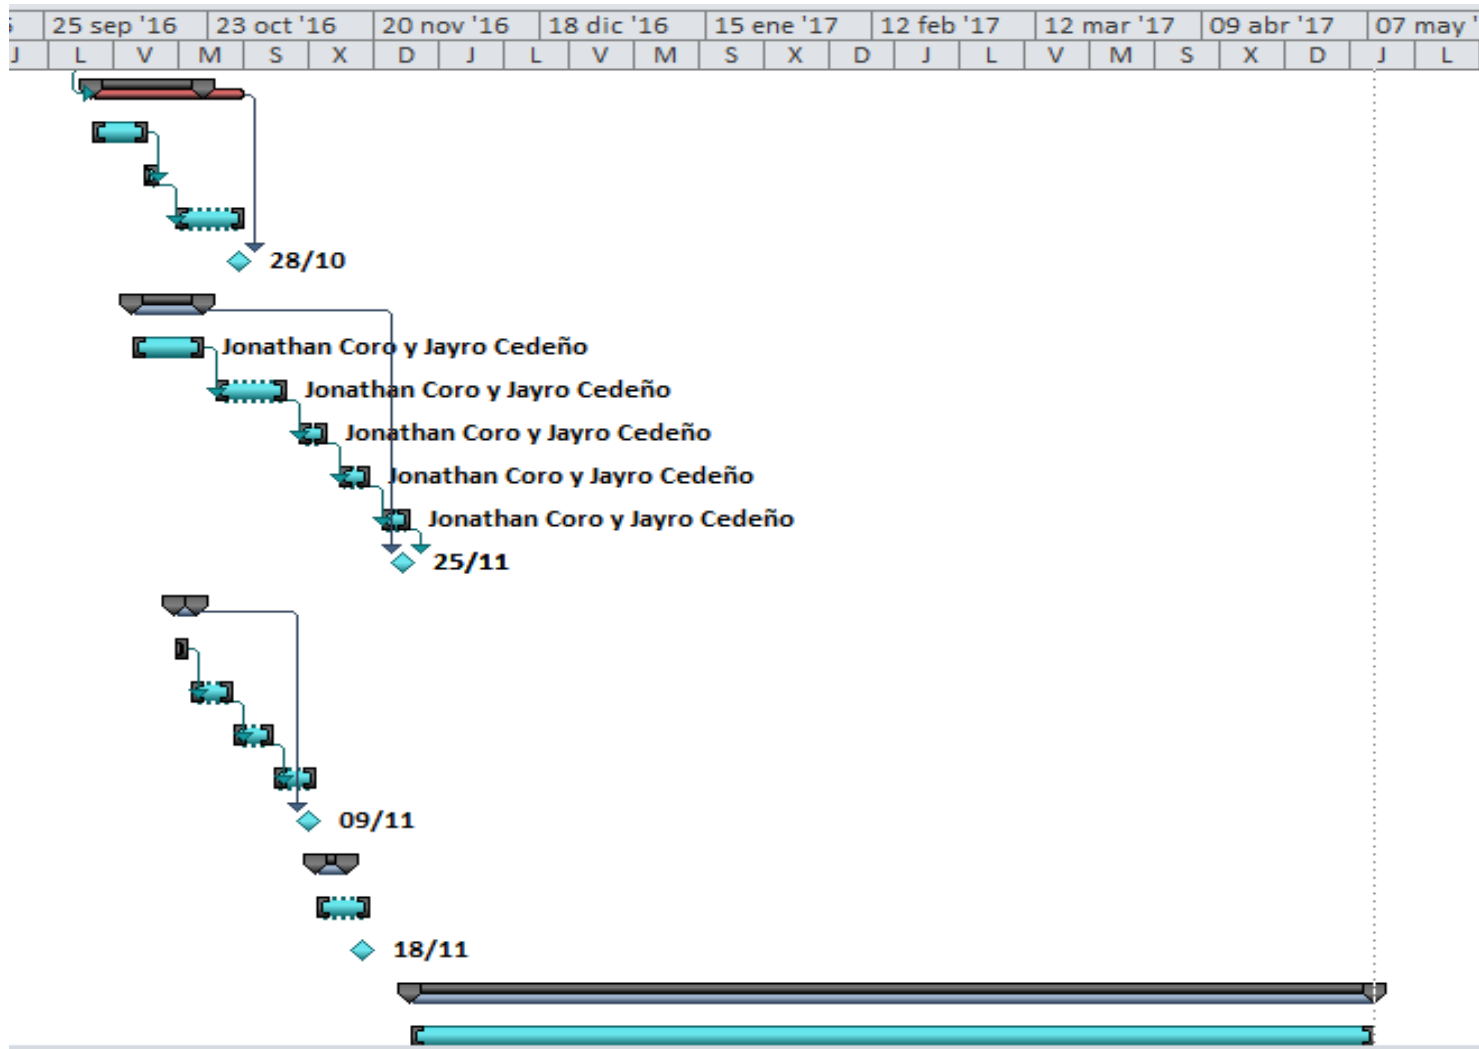 25 sep '16 23 oct '16 20 nov '16 18 dic '16 15 ene '17 12 feb '17 12 mar '17 09 abr '17 07 may '
J L V M S X D J L V M S X D J L V M S X D J L
28/10
Jonathan Coro y Jayro Cedeño
Jonathan Coro y Jayro Cedeño
Jonathan Coro y Jayro Cedeño
Jonathan Coro y Jayro Cedeño
Jonathan Coro y Jayro Cedeño
25/11
09/11
18/11